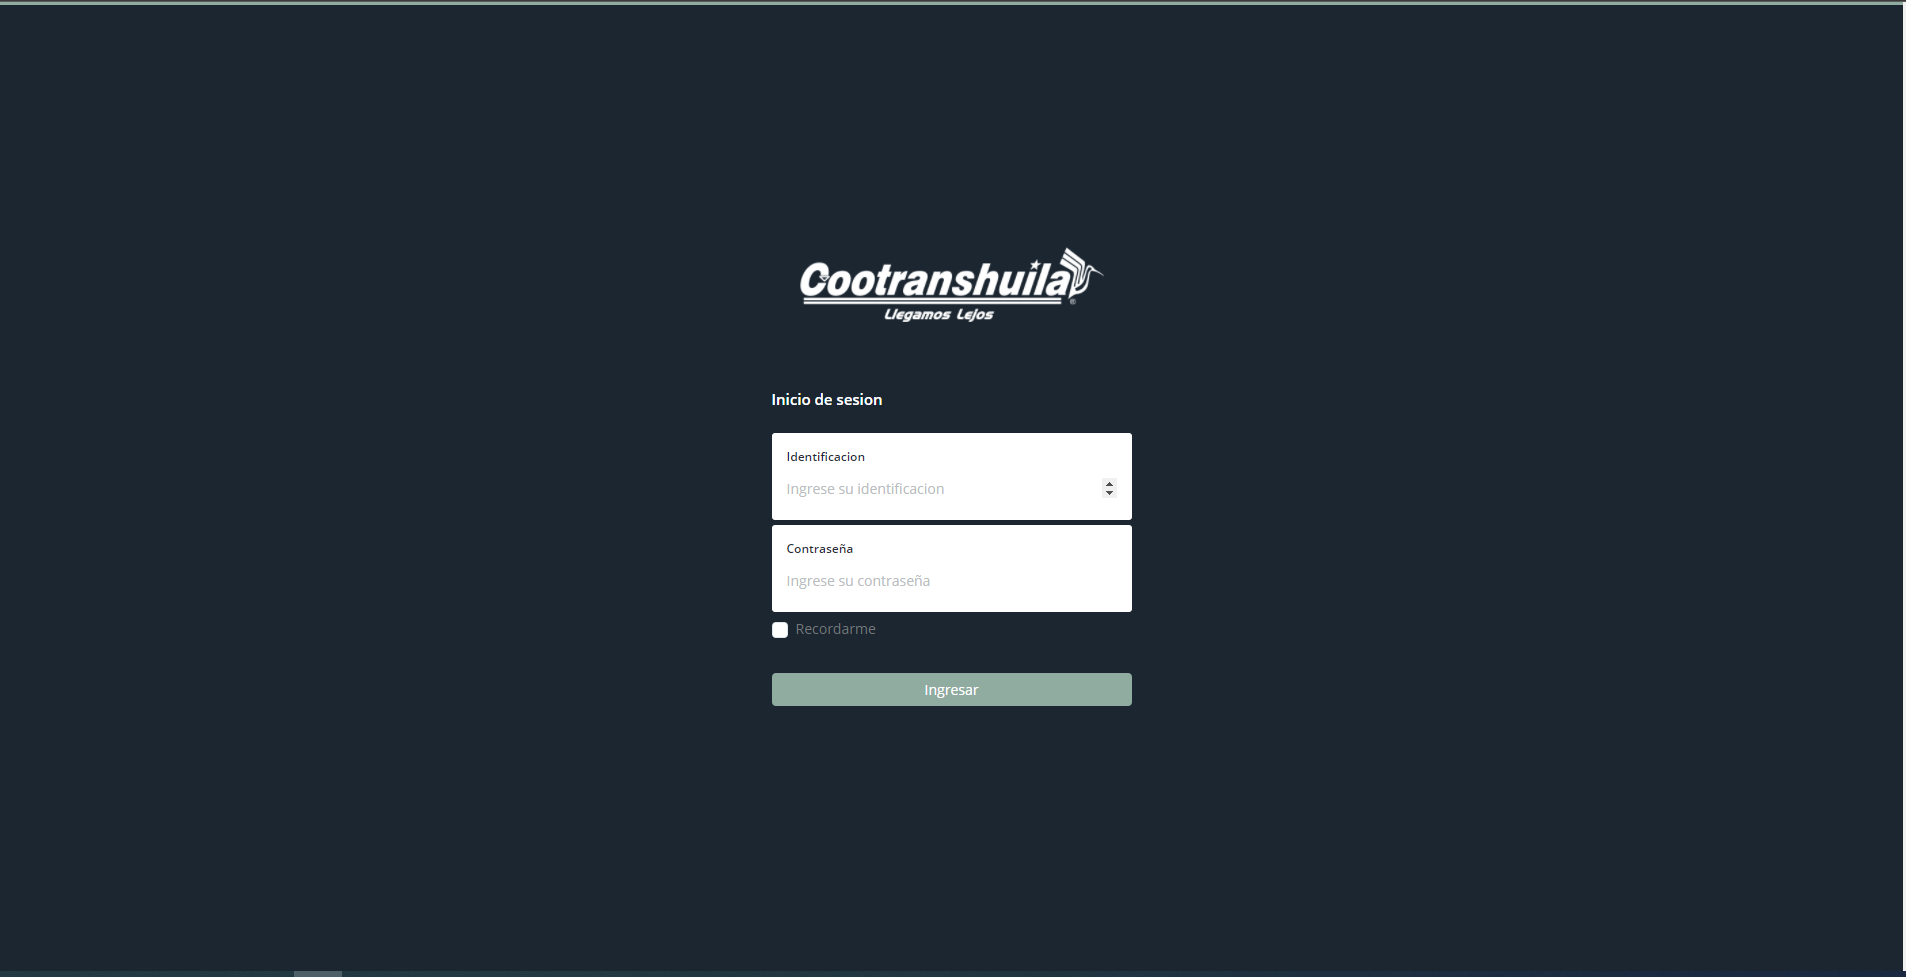 Cootranshuila®
Llegamos Lejos
Inicio de sesion
Identificacion
Ingrese su identificacion
Contraseña
Ingrese su contraseña
Recordarme
Ingresar